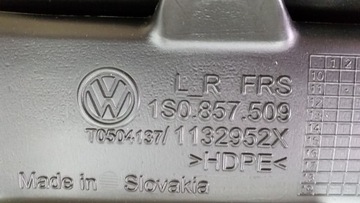 L_R FRS
1S0.857.509
T0504137/1132952X
>HDPE<
Made in Slovakia